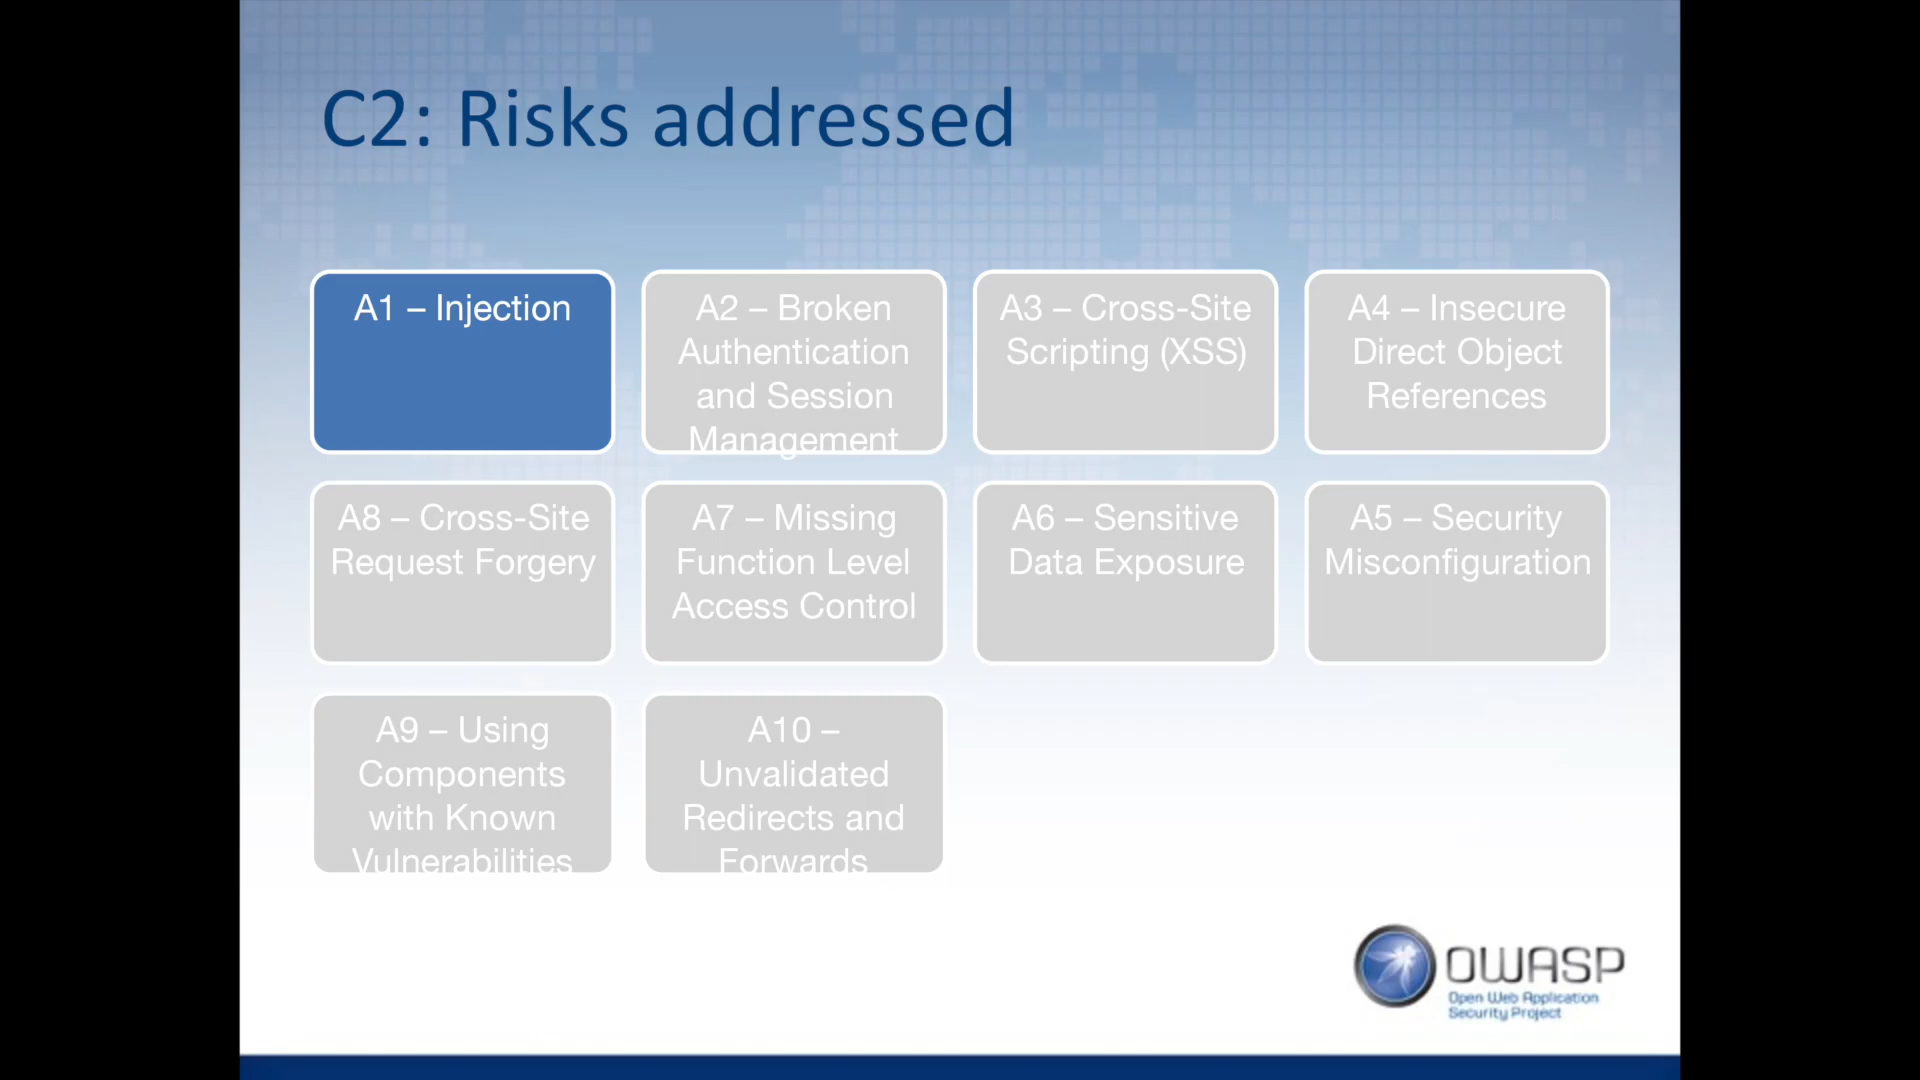 C2: Risks addressed
A1 – Injection
A2 – Broken
Authentication
and Session
Management
A3 – Cross-Site
Scripting (XSS)
A4 – Insecure
Direct Object
References
A8 – Cross-Site
Request Forgery
A7 – Missing
Function Level
Access Control
A6 – Sensitive
Data Exposure
A5 – Security
Misconfiguration
A9 – Using
Components
with Known
Vulnerabilities
A10 –
Unvalidated
Redirects and
Forwards
OWASP
Open Web Application
Security Project